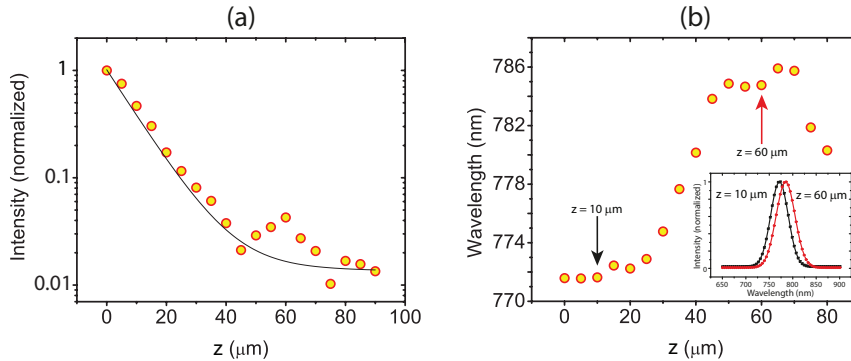 (a)
Intensity (normalized)
1
0.1
0.01
0 20 40 60 80 100
z (μm)
(b)
Wavelength (nm)
786
782
778
774
770
0 20 40 60 80
z (μm)
z = 10 μm
z = 60 μm
Intensity (normalized)
1
0
z = 10 μm z = 60 μm
650 700 750 800 850 900
Wavelength (nm)